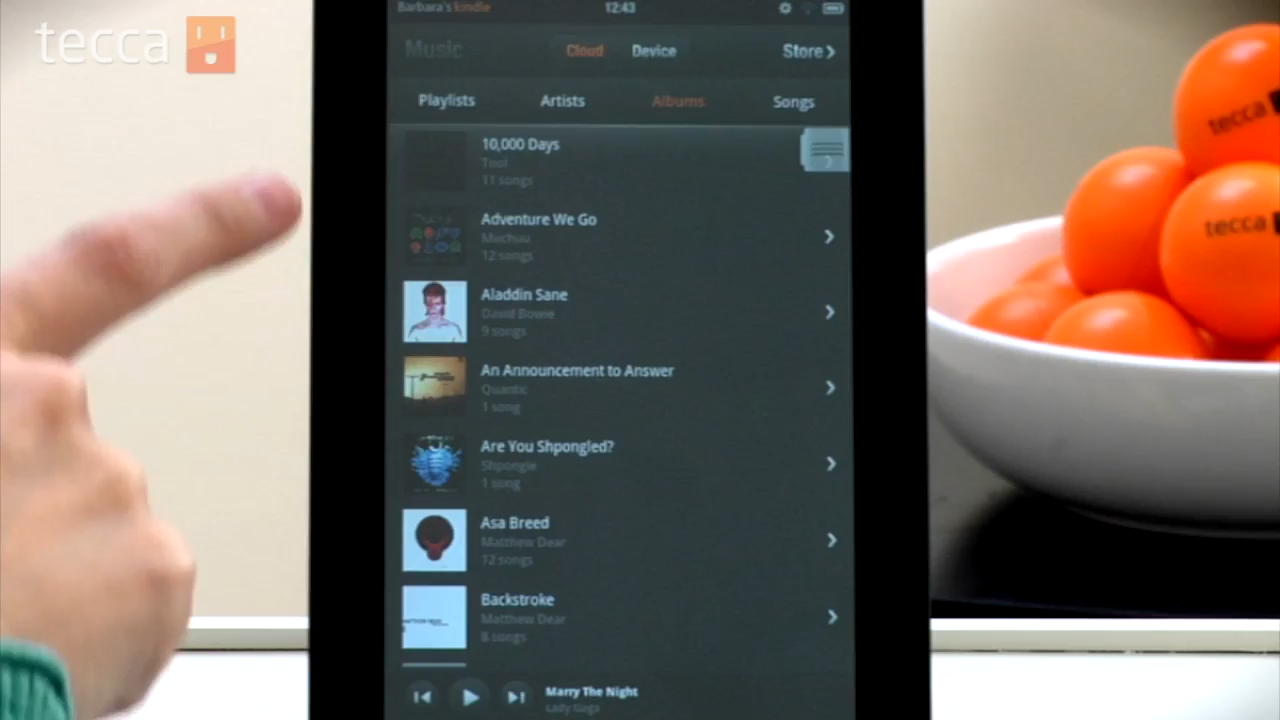 tecca
Barbara's kindle 12:43
Music Cloud Device Store
Playlists Artists Albums Songs
10,000 Days
Tool
11 songs
Adventure We Go
Muchuu
12 songs
Aladdin Sane
David Bowie
9 songs
An Announcement to Answer
Quantic
1 song
Are You Shpongled?
Shpongle
1 song
Asa Breed
Matthew Dear
12 songs
Backstroke
Matthew Dear
8 songs
Marry The Night
Lady Gaga
tecca
tecca